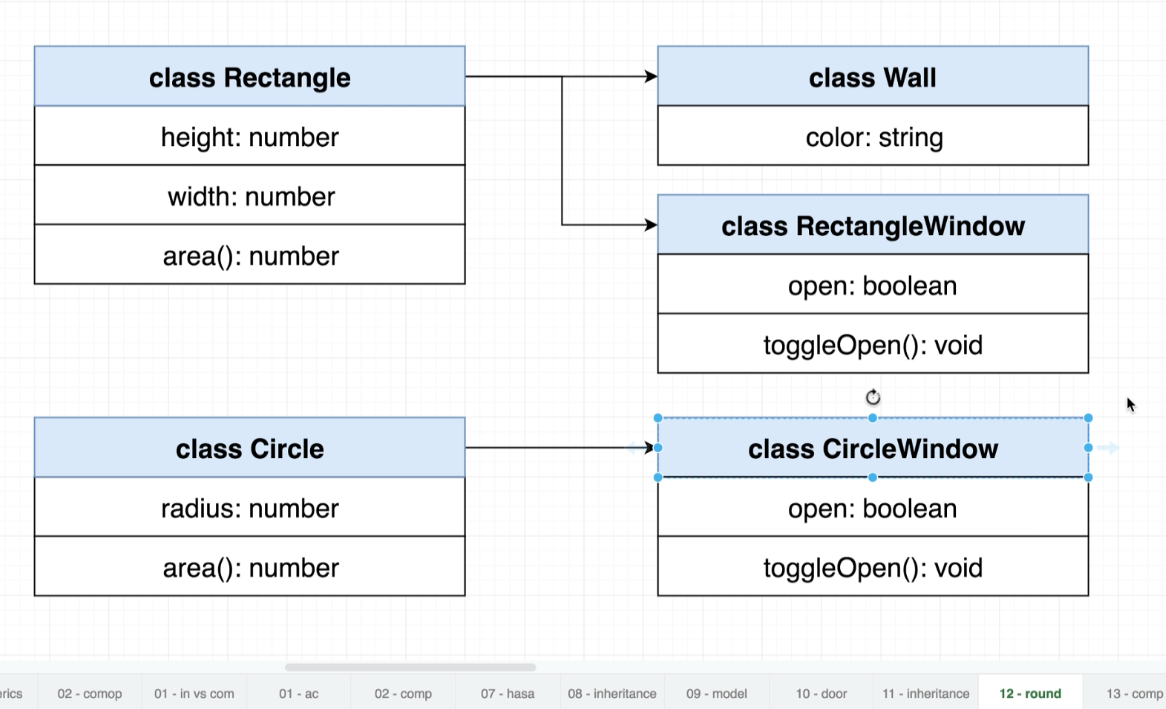 class Rectangle
height: number
width: number
area(): number
class Wall
color: string
class RectangleWindow
open: boolean
toggleOpen(): void
class Circle
radius: number
area(): number
class CircleWindow
open: boolean
toggleOpen(): void
erics
02 - comop
01 - in vs com
01 - ac
02 - comp
07 - hasa
08 - inheritance
09 - model
10 - door
11 - inheritance
12 - round
13 - comp